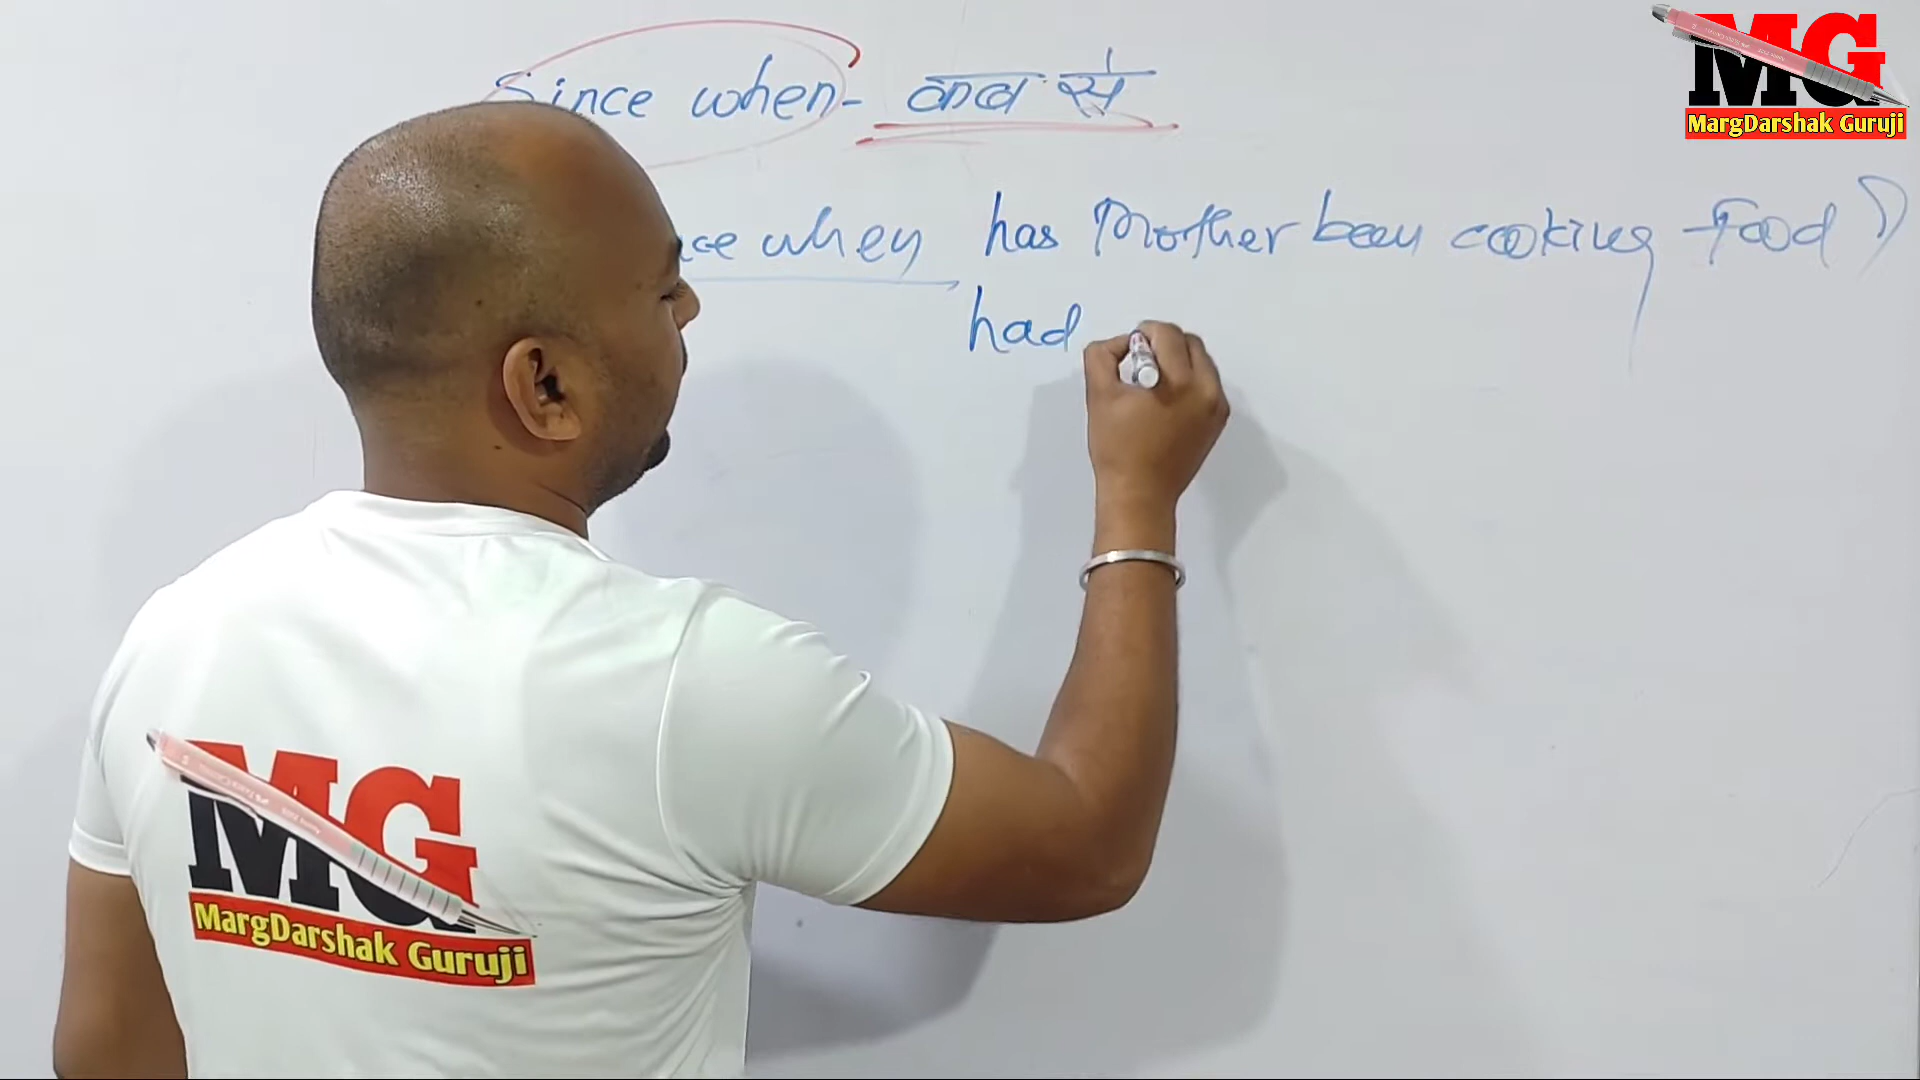 Since when - कब से
when has Mother been cooking Food?
had
MG
MargDarshak Guruji
MG
MargDarshak Guruji